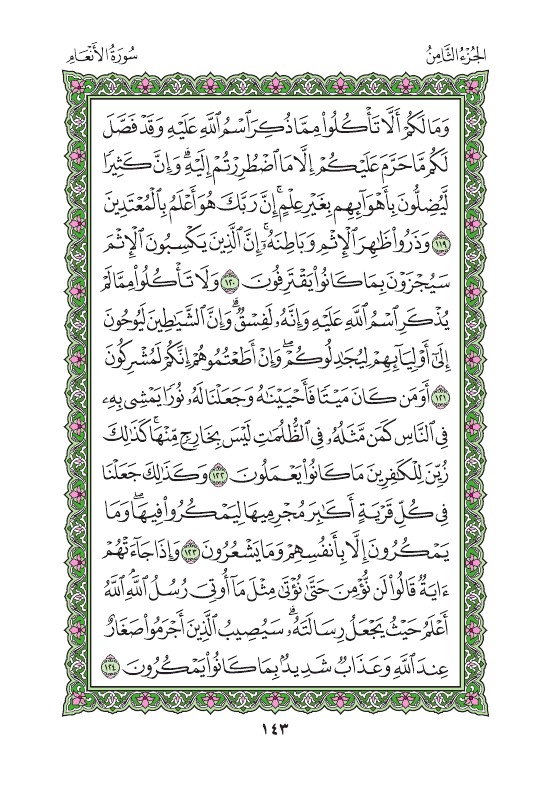 الجُزْءُ الثَّامِنُ
سُورَةُ الأَنْعَامِ
وَمَا لَكُمْ أَلَّا تَأْكُلُوا۟ مِمَّا ذُكِرَ ٱسْمُ ٱللَّهِ عَلَيْهِ وَقَدْ فَصَّلَ
لَكُم مَّا حَرَّمَ عَلَيْكُمْ إِلَّا مَا ٱضْطُرِرْتُمْ إِلَيْهِ ۗ وَإِنَّ كَثِيرًا
لَّيُضِلُّونَ بِأَهْوَآئِهِم بِغَيْرِ عِلْمٍ ۗ إِنَّ رَبَّكَ هُوَ أَعْلَمُ بِٱلْمُعْتَدِينَ
١١٩ وَذَرُوا۟ ظَٰهِرَ ٱلْإِثْمِ وَبَاطِنَهُۥٓ ۚ إِنَّ ٱلَّذِينَ يَكْسِبُونَ ٱلْإِثْمَ
سَيُجْزَوْنَ بِمَا كَانُوا۟ يَقْتَرِفُونَ ١٢٠ وَلَا تَأْكُلُوا۟ مِمَّا لَمْ
يُذْكَرِ ٱسْمُ ٱللَّهِ عَلَيْهِ وَإِنَّهُۥ لَفِسْقٌ ۗ وَإِنَّ ٱلشَّيَٰطِينَ لَيُوحُونَ
إِلَىٰٓ أَوْلِيَآئِهِمْ لِيُجَٰدِلُوكُمْ ۖ وَإِنْ أَطَعْتُمُوهُمْ إِنَّكُمْ لَمُشْرِكُونَ
١٢١ أَوَمَن كَانَ مَيْتًا فَأَحْيَيْنَٰهُ وَجَعَلْنَا لَهُۥ نُورًا يَمْشِى بِهِۦ
فِى ٱلنَّاسِ كَمَن مَّثَلُهُۥ فِى ٱلظُّلُمَٰتِ لَيْسَ بِخَارِجٍ مِّنْهَا ۚ كَذَٰلِكَ
زُيِّنَ لِلْكَٰفِرِينَ مَا كَانُوا۟ يَعْمَلُونَ ١٢٢ وَكَذَٰلِكَ جَعَلْنَا
فِى كُلِّ قَرْيَةٍ أَكَٰبِرَ مُجْرِمِيهَا لِيَمْكُرُوا۟ فِيهَا ۖ وَمَا
يَمْكُرُونَ إِلَّا بِأَنفُسِهِمْ وَمَا يَشْعُرُونَ ١٢٣ وَإِذَا جَآءَتْهُمْ
ءَايَةٌ قَالُوا۟ لَن نُّؤْمِنَ حَتَّىٰ نُؤْتَىٰ مِثْلَ مَآ أُوتِىَ رُسُلُ ٱللَّهِ ۘ ٱللَّهُ
أَعْلَمُ حَيْثُ يَجْعَلُ رِسَالَتَهُۥ ۗ سَيُصِيبُ ٱلَّذِينَ أَجْرَمُوا۟ صَغَارٌ
عِندَ ٱللَّهِ وَعَذَابٌ شَدِيدٌۢ بِمَا كَانُوا۟ يَمْكُرُونَ ١٢٤
١٤٣